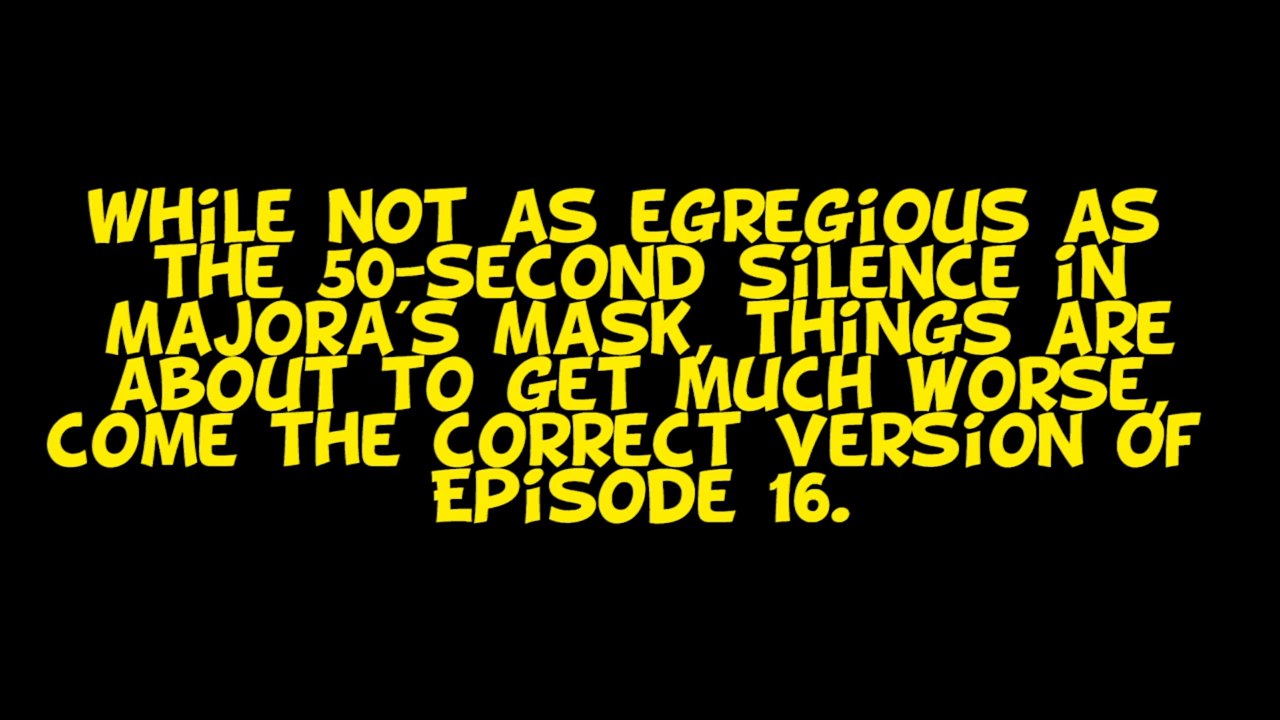 WHiLE NOT AS EGREGiOUS AS
THE 50-SECOND SiLENCE iN
MAJORA'S MASK, THiNGS ARE
ABOUT TO GET MUCH WORSE,
COME THE CORRECT VERSiON OF
EPiSODE 16.